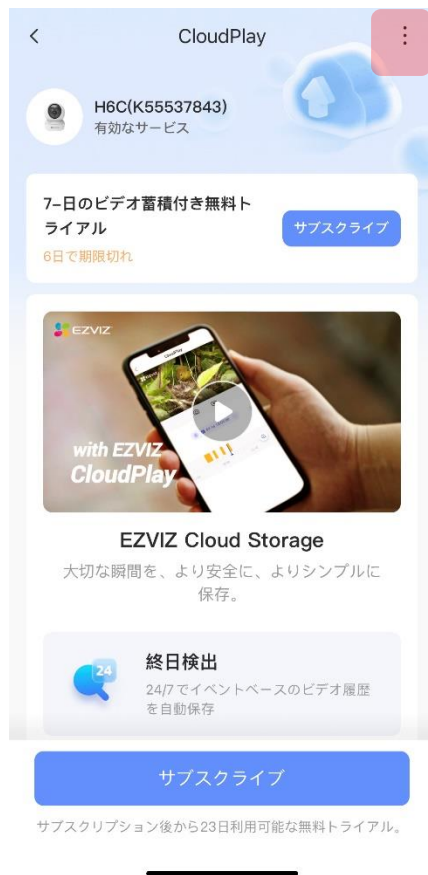 CloudPlay
H6C(K55537843)
有効なサービス
7-日のビデオ蓄積付き無料ト
ライアル
サブスクライブ
6日で期限切れ
EZVIZ
CloudPlay
with EZVIZ
CloudPlay
EZVIZ Cloud Storage
大切な瞬間を、より安全に、よりシンプルに
保存。
24
終日検出
24/7でイベントベースのビデオ履歴
を自動保存
サブスクライブ
サブスクリプション後から23日利用可能な無料トライアル。